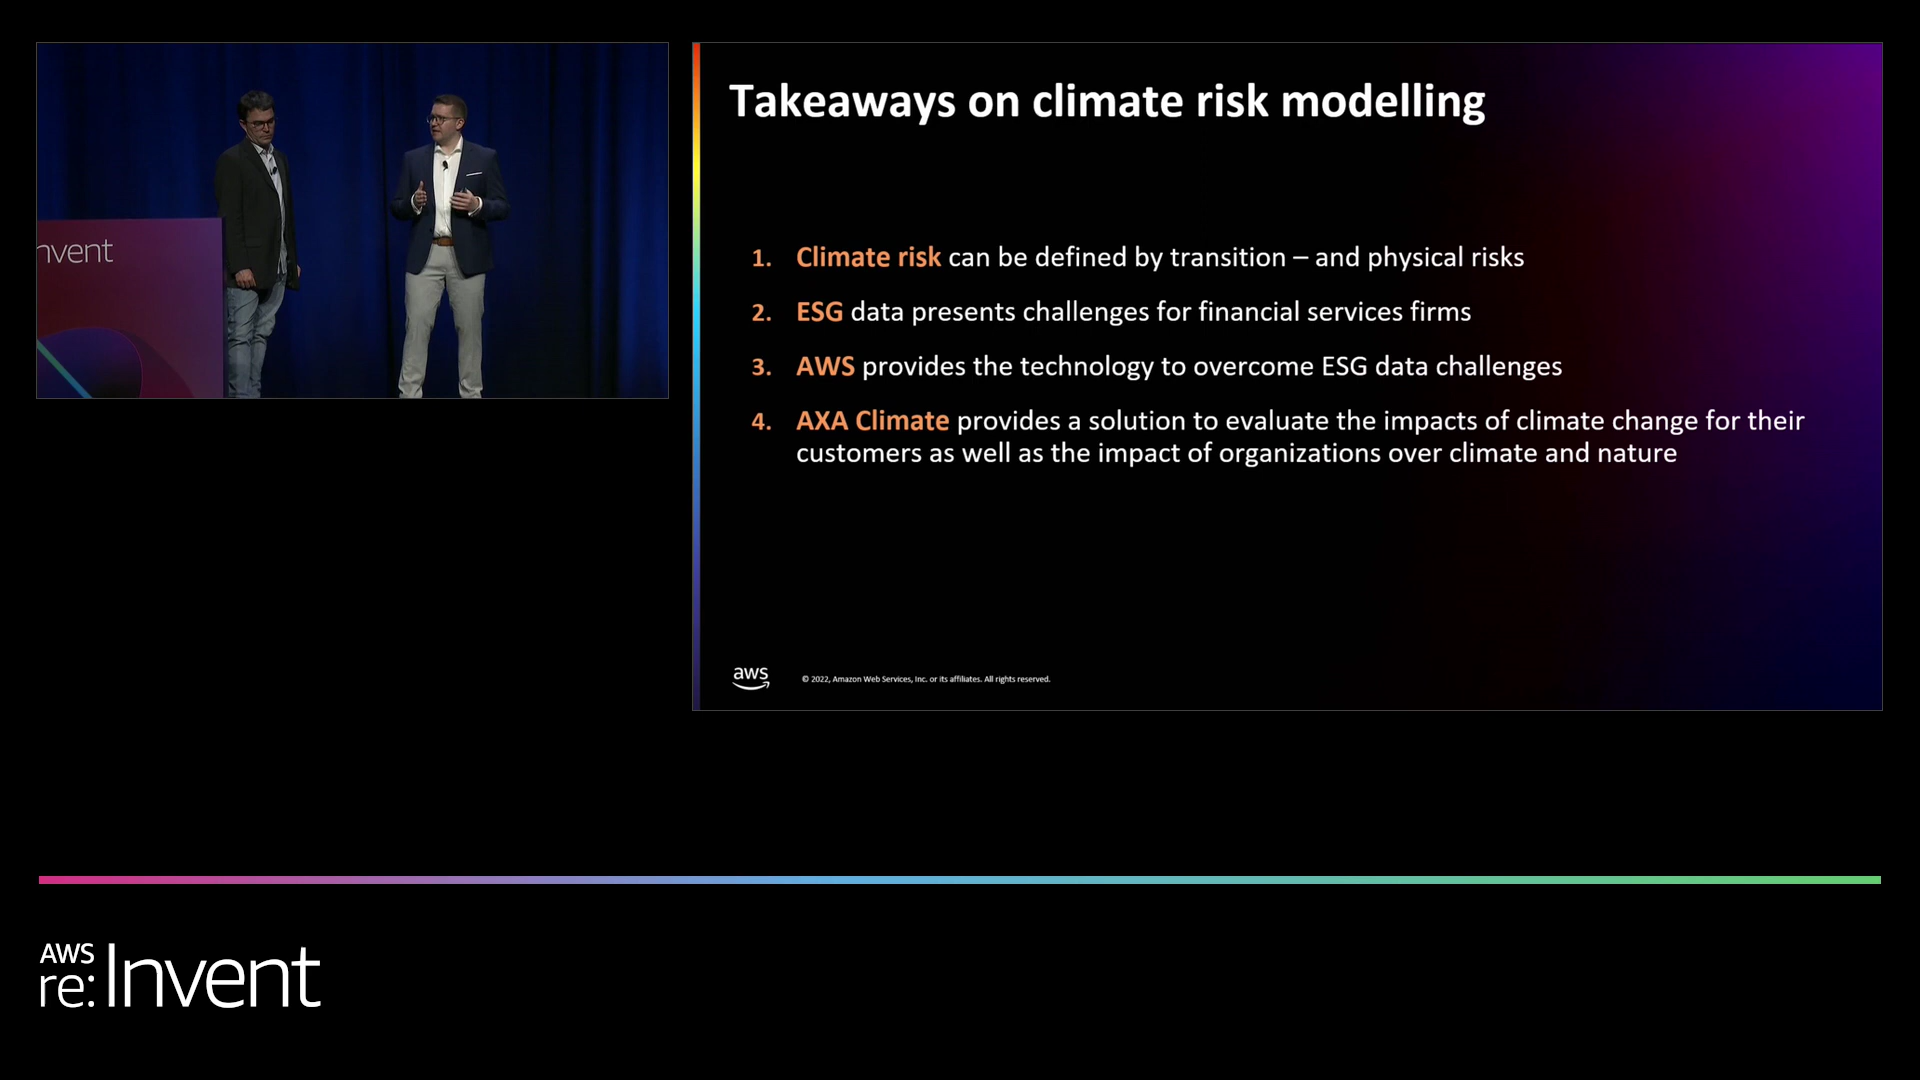 nvent
Takeaways on climate risk modelling
1. Climate risk can be defined by transition – and physical risks
2. ESG data presents challenges for financial services firms
3. AWS provides the technology to overcome ESG data challenges
4. AXA Climate provides a solution to evaluate the impacts of climate change for their
customers as well as the impact of organizations over climate and nature
aws
© 2022, Amazon Web Services, Inc. or its affiliates. All rights reserved.
AWS
re:Invent